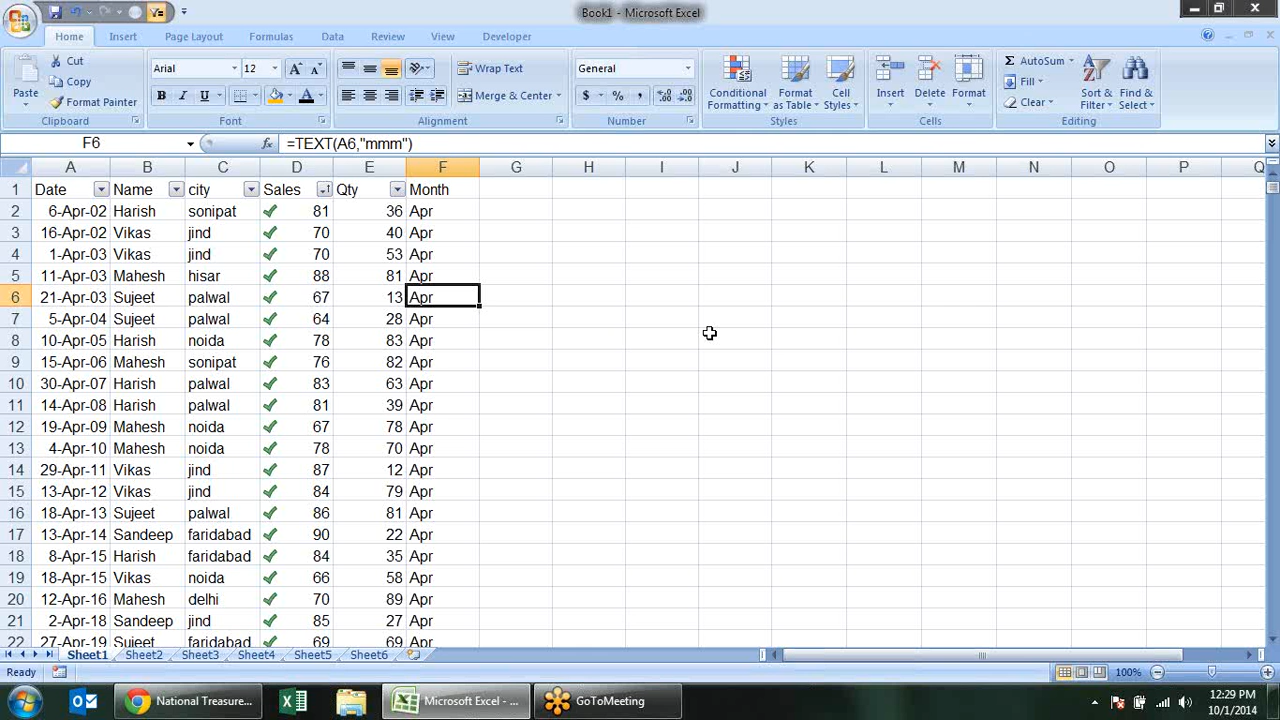 Book1 - Microsoft Excel
Home Insert Page Layout Formulas Data Review View Developer
Paste Cut Arial 12 Wrap Text General Conditional Formatting Format as Table Cell Styles Insert Delete Format AutoSum Sort & Filter Find & Select
Copy Fill
Format Painter B I U A Merge & Center $ % , Clear
Clipboard Font Alignment Number Styles Cells Editing
F6 fx =TEXT(A6,"mmm")
A B C D E F G H I J K L M N O P Q
1 Date Name city Sales Qty Month
2 6-Apr-02 Harish sonipat 81 36 Apr
3 16-Apr-02 Vikas jind 70 40 Apr
4 1-Apr-03 Vikas jind 70 53 Apr
5 11-Apr-03 Mahesh hisar 88 81 Apr
6 21-Apr-03 Sujeet palwal 67 13 Apr
7 5-Apr-04 Sujeet palwal 64 28 Apr
8 10-Apr-05 Harish noida 78 83 Apr
9 15-Apr-06 Mahesh sonipat 76 82 Apr
10 30-Apr-07 Harish palwal 83 63 Apr
11 14-Apr-08 Harish palwal 81 39 Apr
12 19-Apr-09 Mahesh noida 67 78 Apr
13 4-Apr-10 Mahesh noida 78 70 Apr
14 29-Apr-11 Vikas jind 87 12 Apr
15 13-Apr-12 Vikas jind 84 79 Apr
16 18-Apr-13 Sujeet palwal 86 81 Apr
17 13-Apr-14 Sandeep faridabad 90 22 Apr
18 8-Apr-15 Harish faridabad 84 35 Apr
19 18-Apr-15 Vikas noida 66 58 Apr
20 12-Apr-16 Mahesh delhi 70 89 Apr
21 2-Apr-18 Sandeep jind 85 27 Apr
22 27-Apr-19 Sujeet faridabad 69 69 Apr
Sheet1 Sheet2 Sheet3 Sheet4 Sheet5 Sheet6
Ready 100%
National Treasure... Microsoft Excel - ... GoToMeeting 12:29 PM
10/1/2014